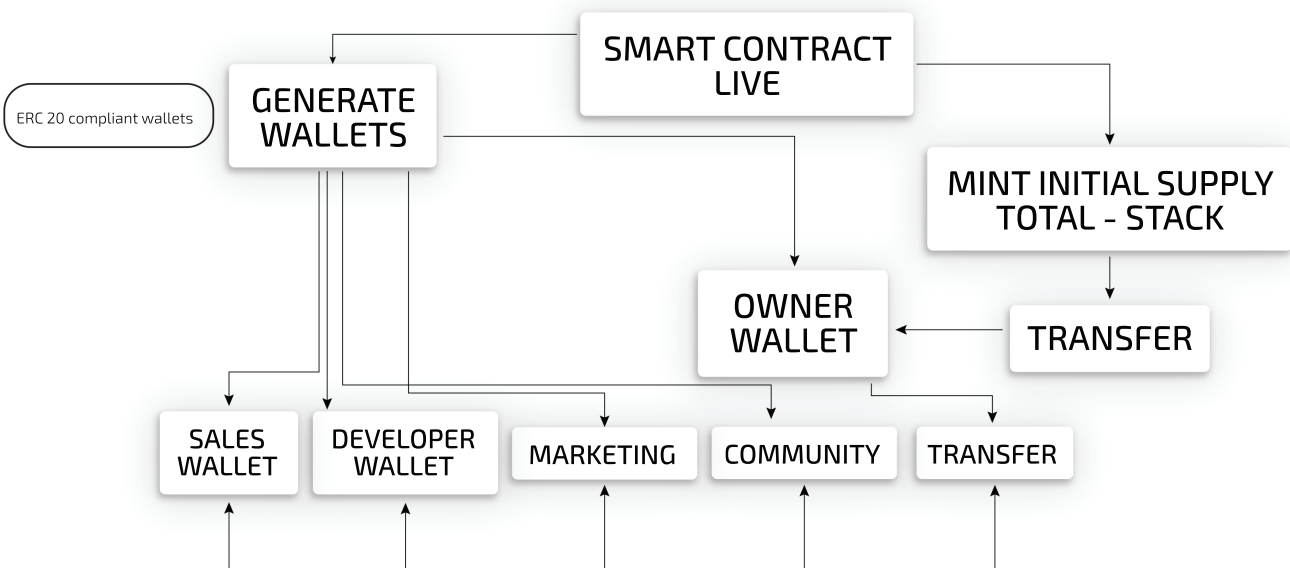 SMART CONTRACT
LIVE
GENERATE
WALLETS
ERC 20 compliant wallets
MINT INITIAL SUPPLY
TOTAL - STACK
OWNER
WALLET
TRANSFER
SALES
WALLET
DEVELOPER
WALLET
MARKETING
COMMUNITY
TRANSFER